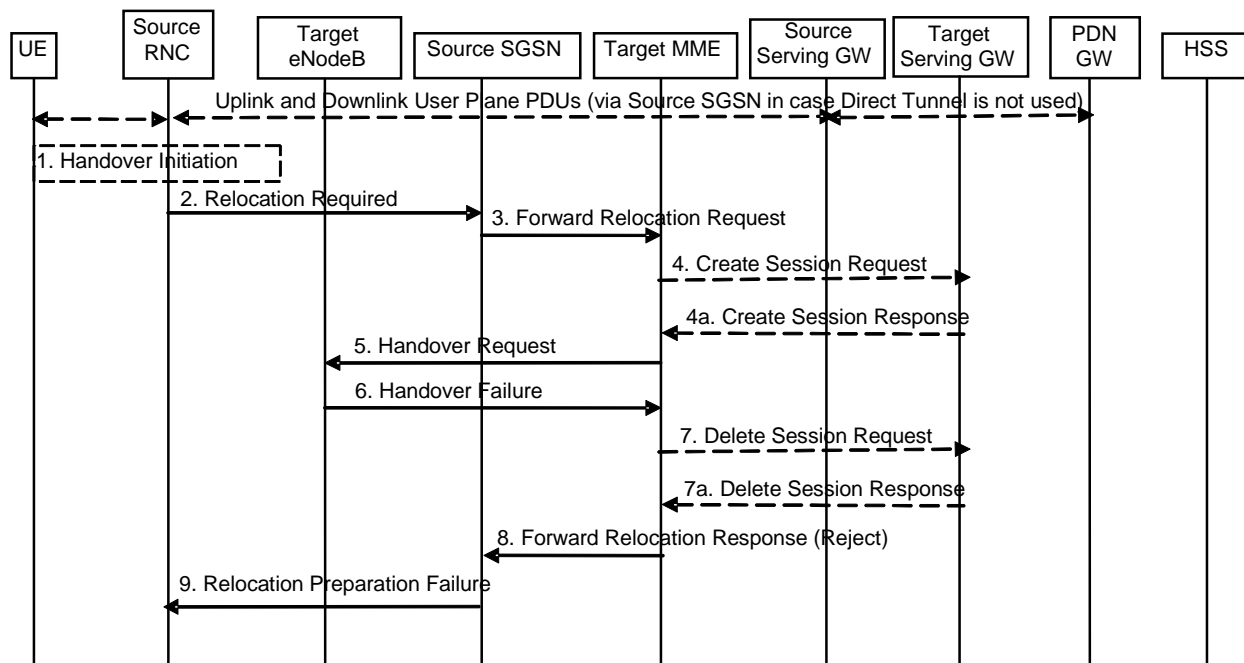 UE
Source
RNC
Target
eNodeB
Source SGSN
Target MME
Source
Serving GW
Target
Serving GW
PDN
GW
HSS
Uplink and Downlink User Plane PDUs (via Source SGSN in case Direct Tunnel is not used)
1. Handover Initiation
2. Relocation Required
3. Forward Relocation Request
4. Create Session Request
4a. Create Session Response
5. Handover Request
6. Handover Failure
7. Delete Session Request
7a. Delete Session Response
8. Forward Relocation Response (Reject)
9. Relocation Preparation Failure